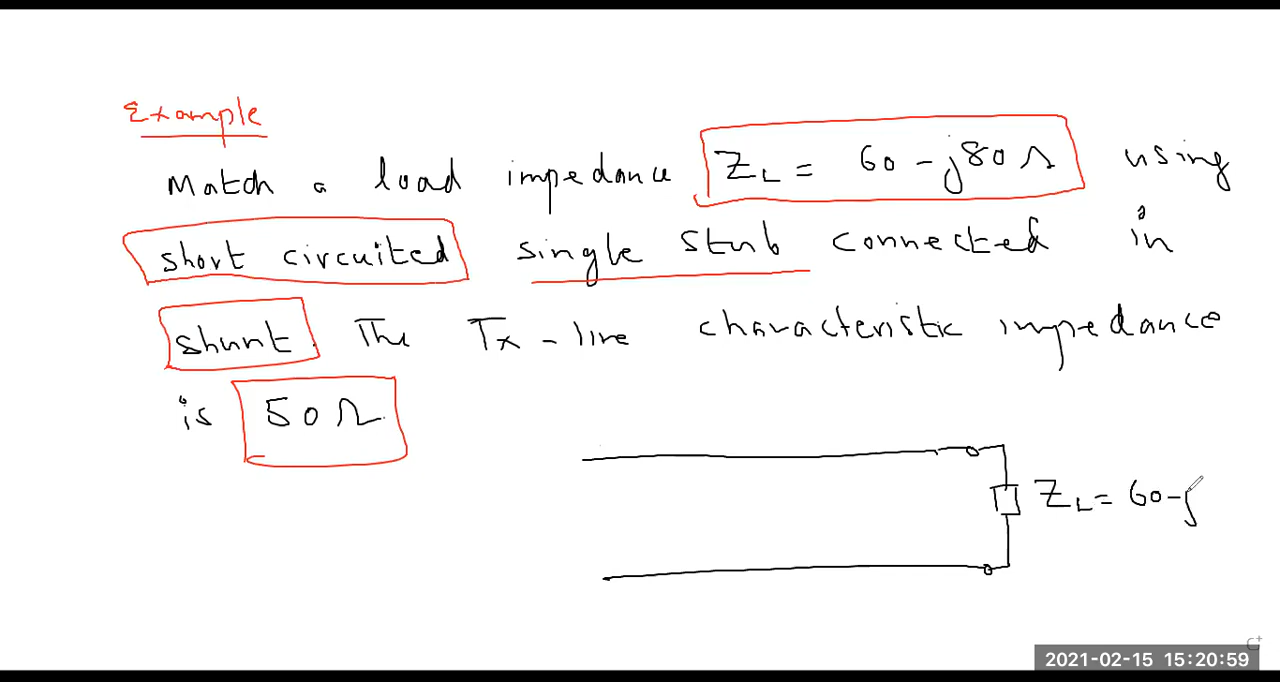 Example
Match a load impedance ZL = 60 - j80 Ω using
short circuited single stub connected in
shunt. The Tx-line characteristic impedance
is 50Ω.
ZL = 60-j
2021-02-15 15:20:59